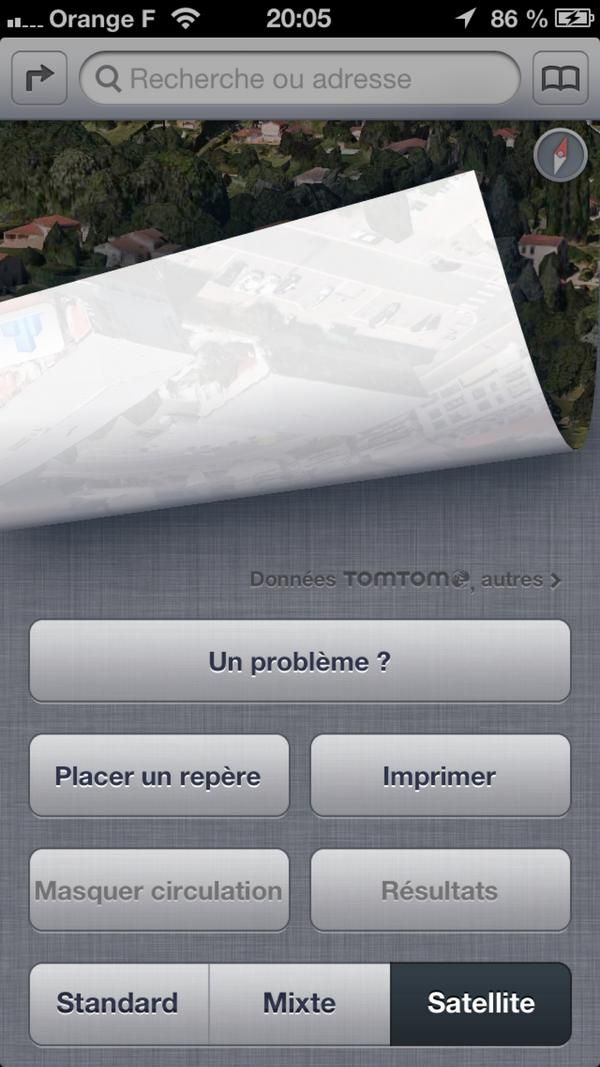 Orange F 20:05 86 %
Recherche ou adresse
Données TOMTOM, autres
Un problème ?
Placer un repère Imprimer
Masquer circulation Résultats
Standard Mixte Satellite